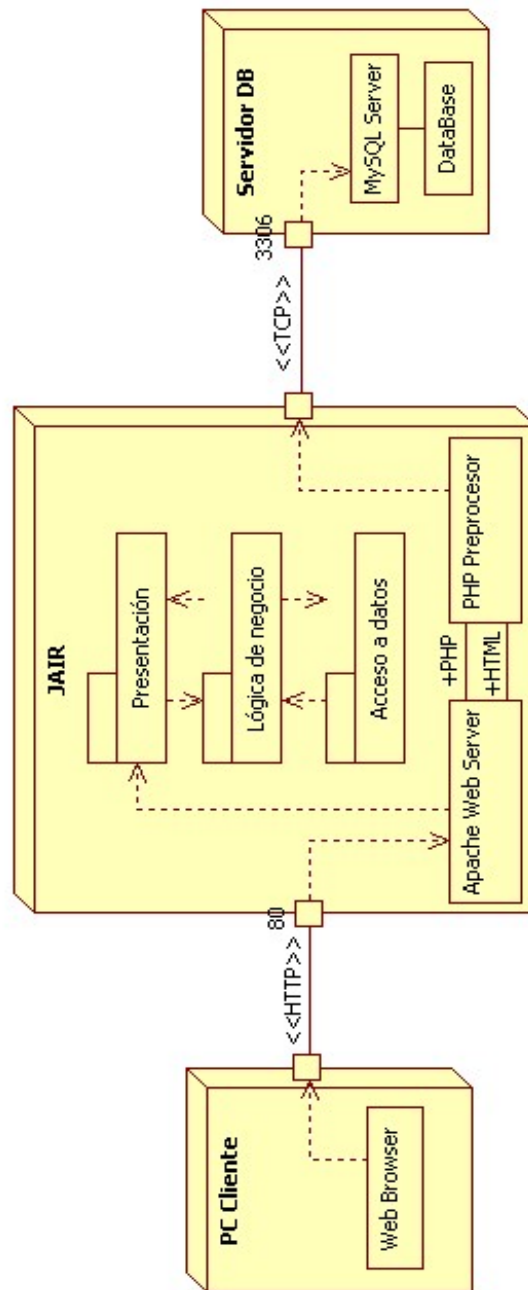 PC Cliente
Web Browser
<<HTTP>>
80
JAIR
Presentación
Lógica de negocio
Acceso a datos
Apache Web Server
+PHP
+HTML
PHP Preprocesor
<<TCP>>
3306
Servidor DB
MySQL Server
DataBase